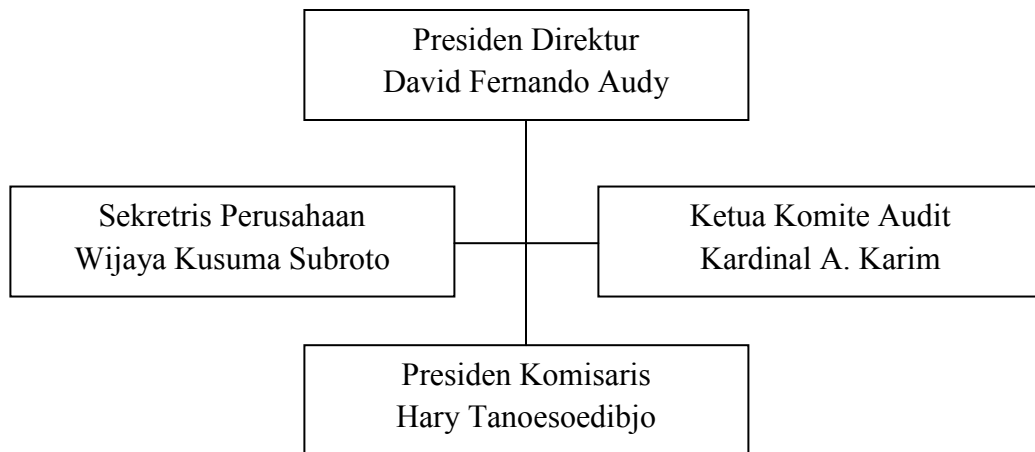 Presiden Direktur
David Fernando Audy
Sekretris Perusahaan
Wijaya Kusuma Subroto
Ketua Komite Audit
Kardinal A. Karim
Presiden Komisaris
Hary Tanoesoedibjo